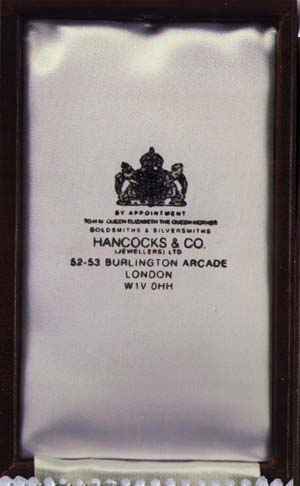 BY APPOINTMENT
TO H M QUEEN ELIZABETH THE QUEEN MOTHER
GOLDSMITHS & SILVERSMITHS
HANCOCKS & CO.
(JEWELLERS) LTD
52-53 BURLINGTON ARCADE
LONDON
W1V 0HH